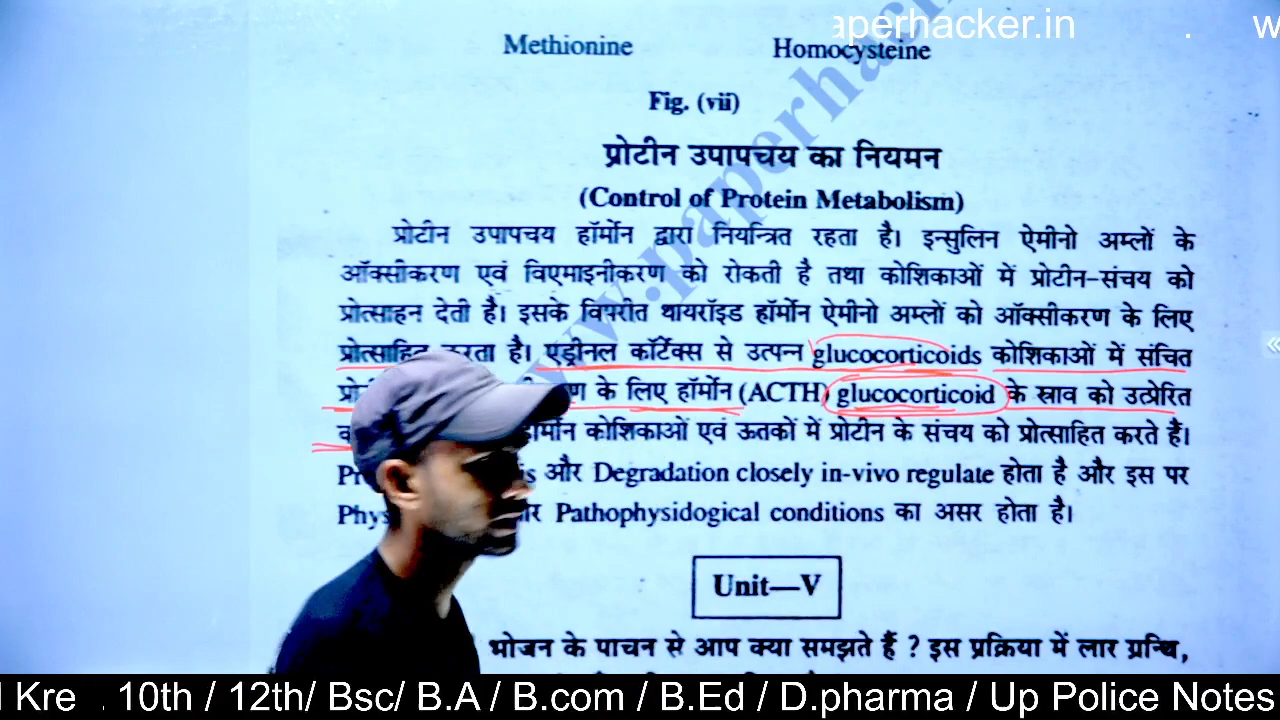 perhacker.in . w
Methionine Homocysteine
Fig. (vii)
प्रोटीन उपापचय का नियमन
(Control of Protein Metabolism)
प्रोटीन उपापचय हॉर्मोन द्वारा नियन्त्रित रहता है। इन्सुलिन ऐमीनो अम्लों के
ऑक्सीकरण एवं विएमाइनीकरण को रोकती है तथा कोशिकाओं में प्रोटीन-संचय को
प्रोत्साहन देती है। इसके विपरीत थायरॉइड हॉर्मोन ऐमीनो अम्लों को ऑक्सीकरण के लिए
प्रोत्साहित करता है। एड्रीनल कॉर्टेक्स से उत्पन्न glucocorticoids कोशिकाओं में संचित
के लिए हॉर्मोन (ACTH) glucocorticoid के स्राव को उत्प्रेरित
हॉर्मोन कोशिकाओं एवं ऊतकों में प्रोटीन के संचय को प्रोत्साहित करते हैं।
और Degradation closely in-vivo regulate होता है और इस पर
Pathophysidogical conditions का असर होता है।
Unit—V
भोजन के पाचन से आप क्या समझते हैं ? इस प्रक्रिया में लार ग्रन्थि,
Kre . 10th / 12th/ Bsc/ B.A / B.com / B.Ed / D.pharma / Up Police Notes